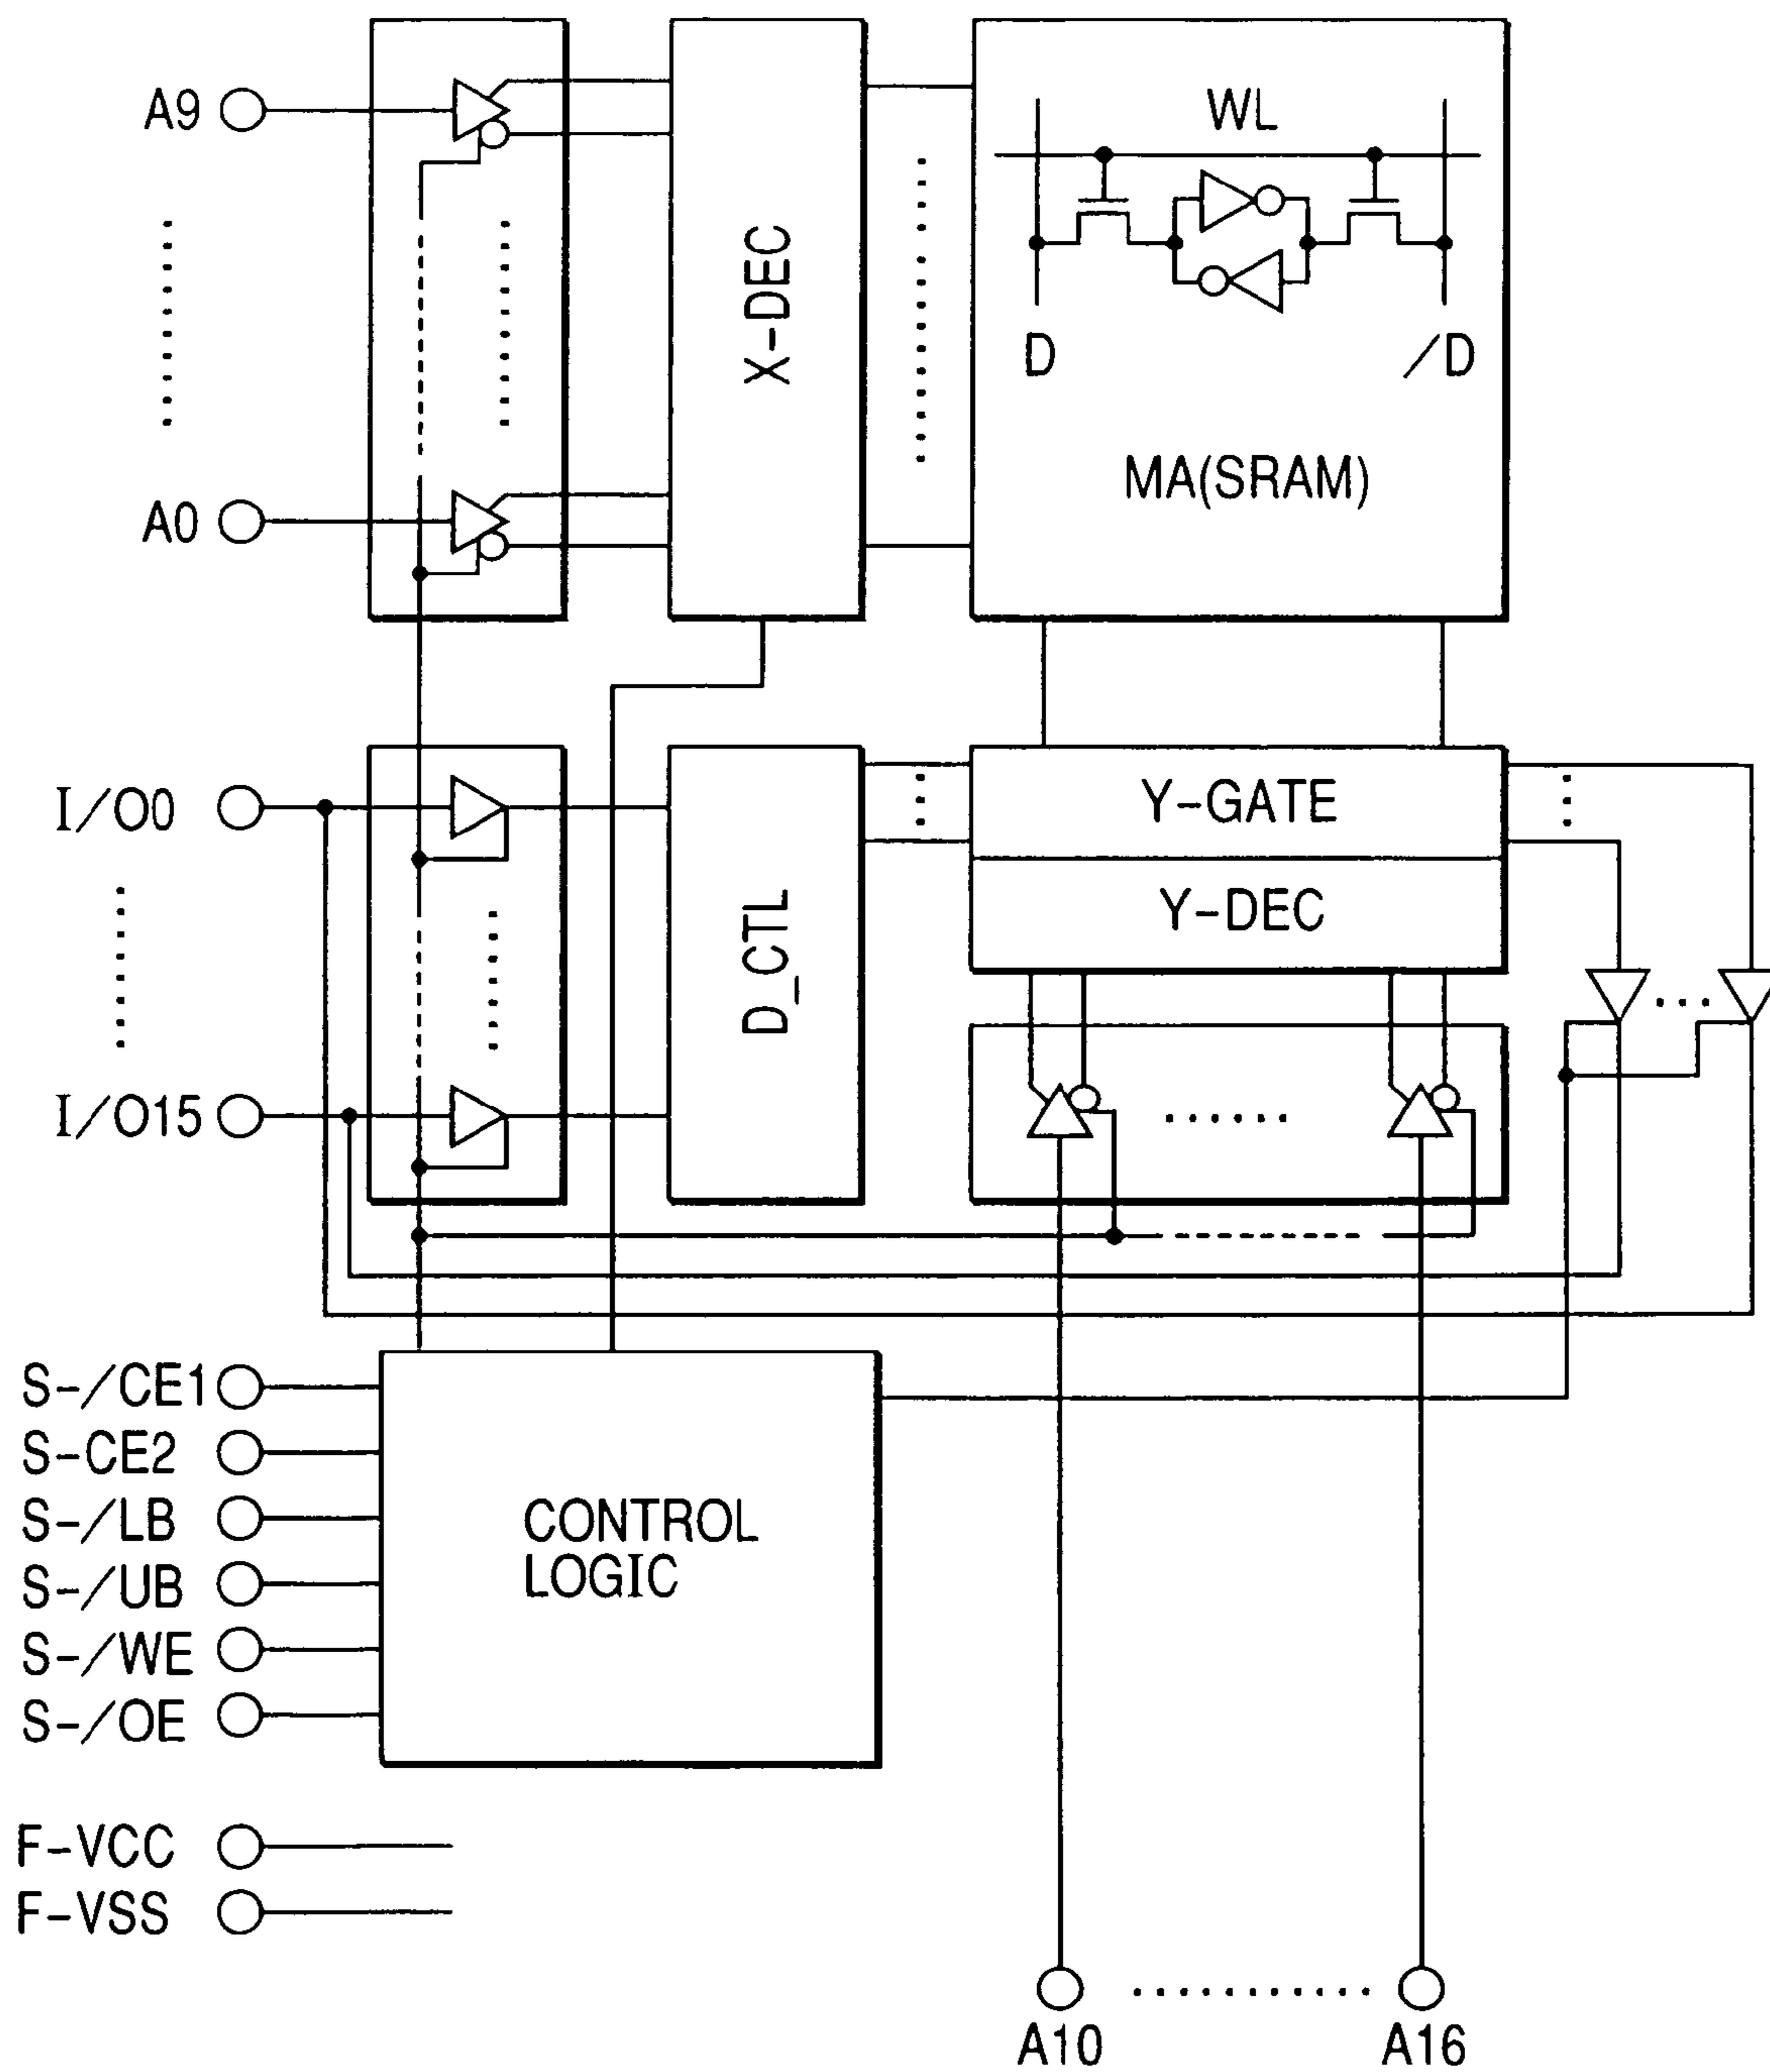 A9
A0
X-DEC
WL
D
/D
MA(SRAM)
I/O0
I/O15
D_CTL
Y-GATE
Y-DEC
S-/CE1
S-CE2
S-/LB
S-/UB
S-/WE
S-/OE
CONTROL
LOGIC
F-VCC
F-VSS
A10
A16